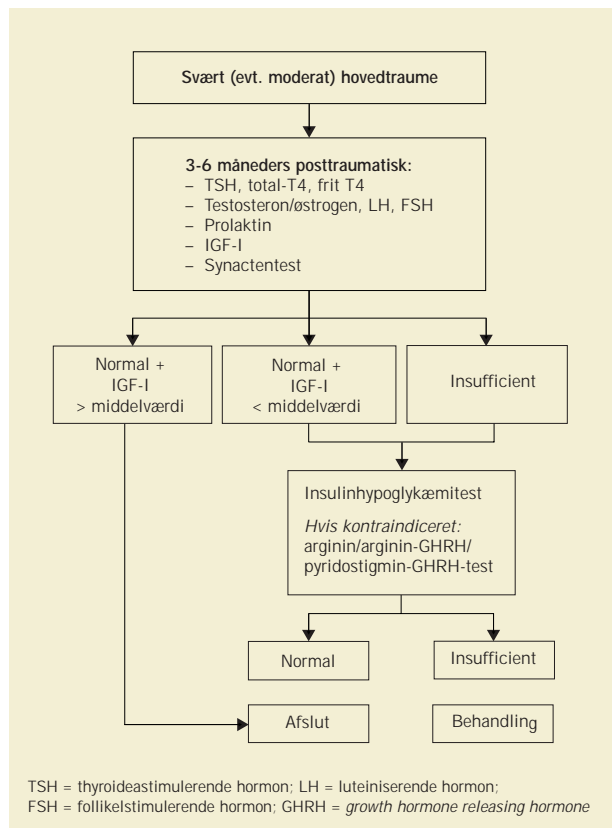 Svært (evt. moderat) hovedtraume
3-6 måneders posttraumatisk:
– TSH, total-T4, frit T4
– Testosteron/østrogen, LH, FSH
– Prolaktin
– IGF-I
– Synactentest
Normal +
IGF-I
> middelværdi
Normal +
IGF-I
< middelværdi
Insufficient
Insulinhypoglykæmitest
Hvis kontraindiceret:
arginin/arginin-GHRH/
pyridostigmin-GHRH-test
Normal
Insufficient
Afslut
Behandling
TSH = thyroideastimulerende hormon; LH = luteiniserende hormon;
FSH = follikelstimulerende hormon; GHRH = growth hormone releasing hormone